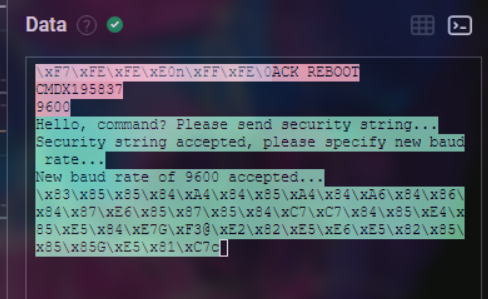 Data
\xF7\xFE\xFE\xE0n\xFF\xFE\0ACK REBOOT
CMDX195837
9600
Hello, command? Please send security string...
Security string accepted, please specify new baud
rate...
New baud rate of 9600 accepted...
\x83\x85\x85\x84\xA4\x84\x85\xA4\x84\xA6\x84\x86\
x84\x87\xE6\x85\x87\x85\x84\xC7\xC7\x84\x85\xE4\x
85\xE5\x84\xE7G\xF3@\xE2\x82\xE5\xE6\xE5\x82\x85\
x85\x85G\xE5\x81\xC7c